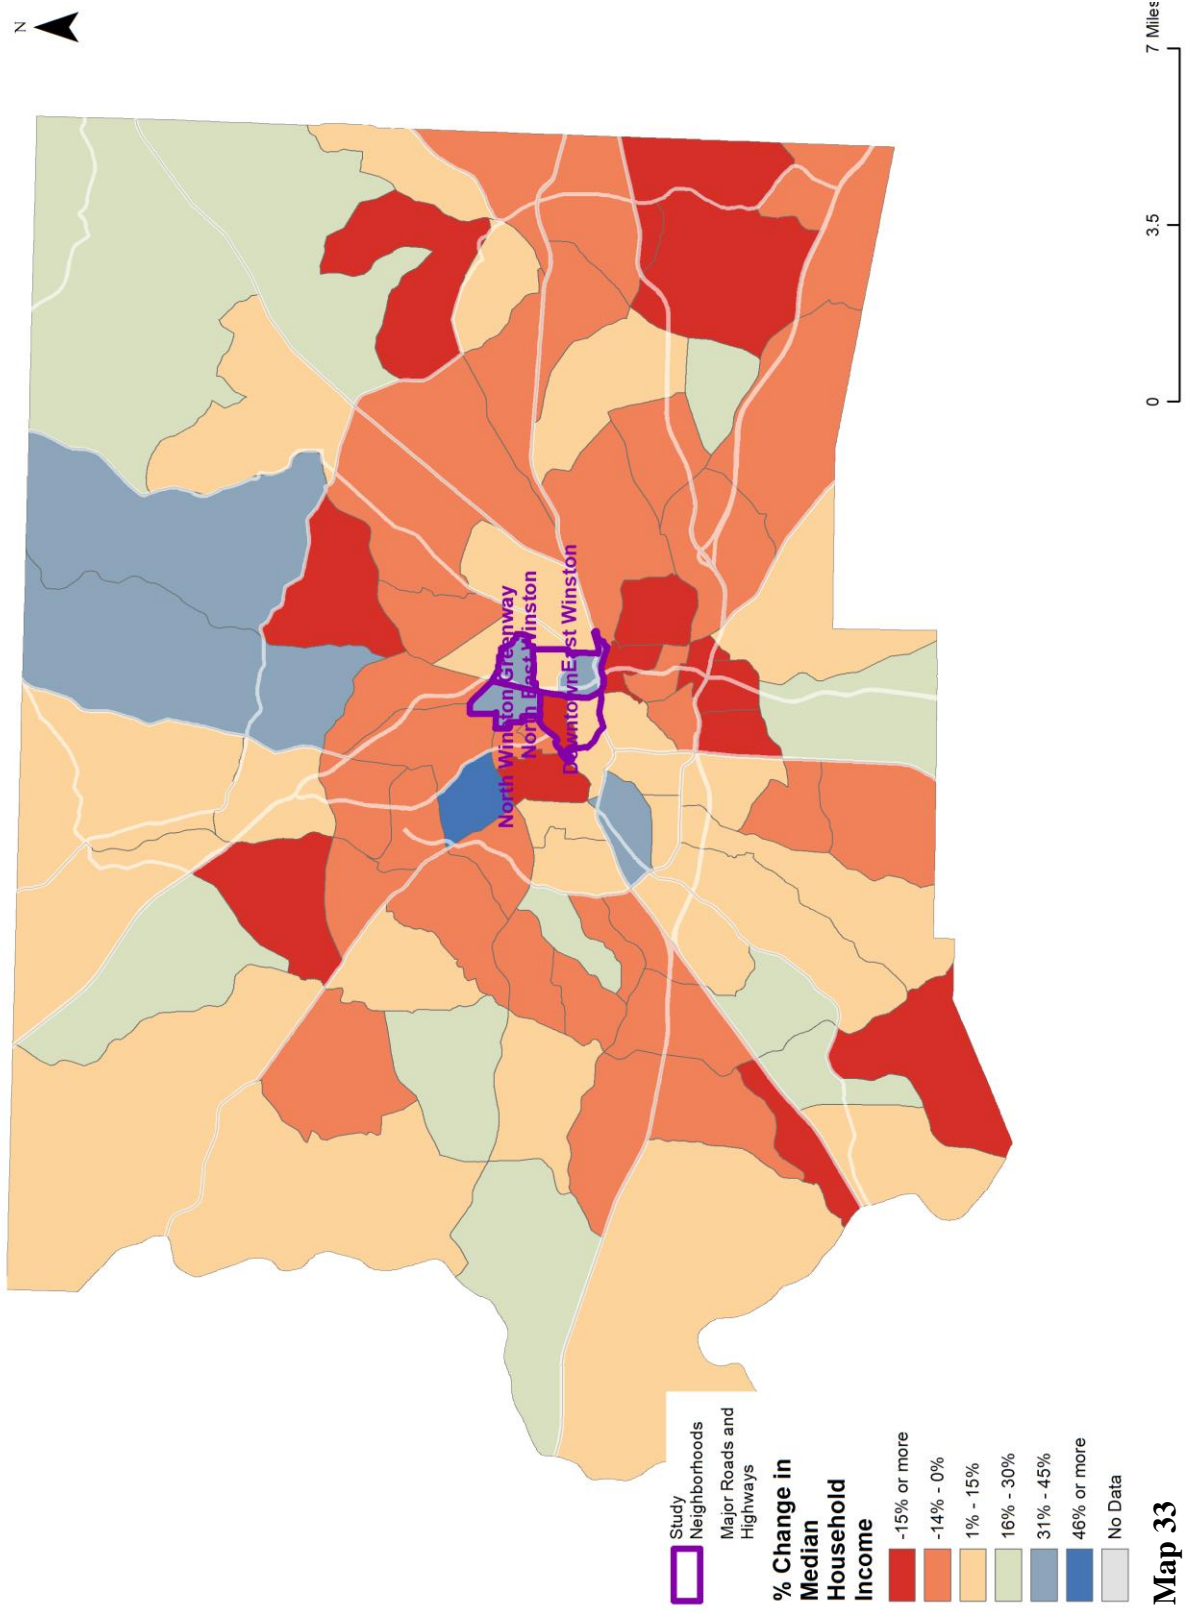 N
North Winston/Greenway
North East Winston
Downtown
East Winston
Study
Neighborhoods
Major Roads and
Highways
% Change in
Median
Household
Income
-15% or more
-14% - 0%
1% - 15%
16% - 30%
31% - 45%
46% or more
No Data
0 3.5 7 Miles
Map 33